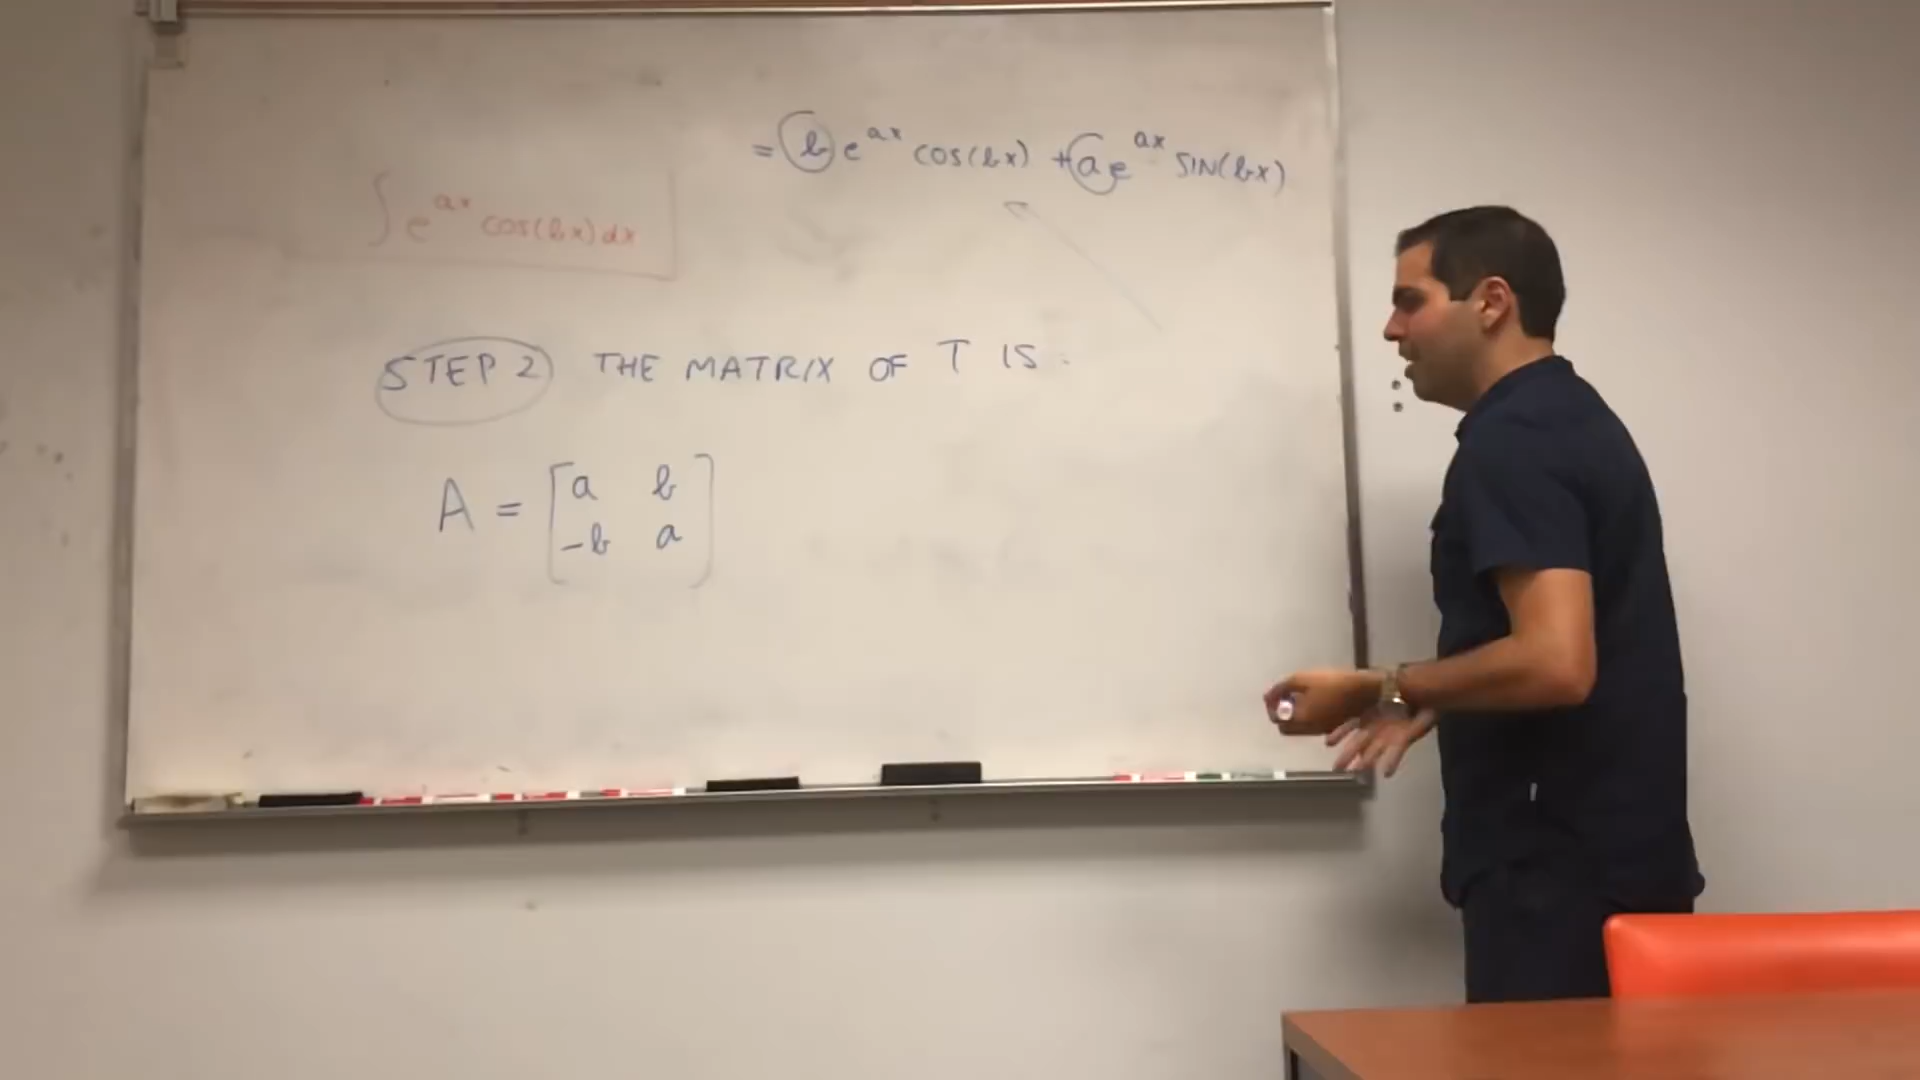 = b e^{ax} cos(bx) + a e^{ax} SIN(bx)
∫ e^{ax} cos(bx) dx
STEP 2 THE MATRIX OF T IS:
A = [a b
-b a]